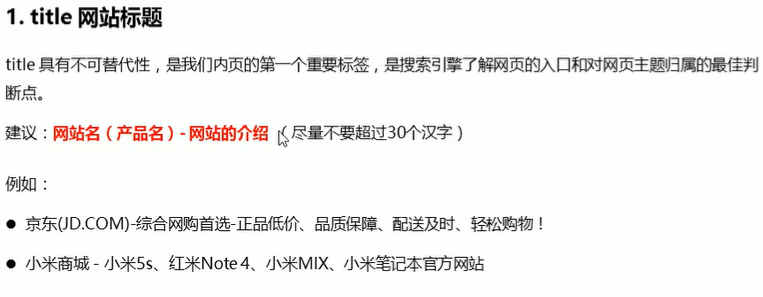 1. title 网站标题
title 具有不可替代性，是我们内页的第一个重要标签，是搜索引擎了解网页的入口和对网页主题归属的最佳判
断点。
建议：网站名（产品名）- 网站的介绍 （尽量不要超过30个汉字）
例如：
● 京东(JD.COM)-综合网购首选-正品低价、品质保障、配送及时、轻松购物！
● 小米商城 - 小米5s、红米Note 4、小米MIX、小米笔记本官方网站